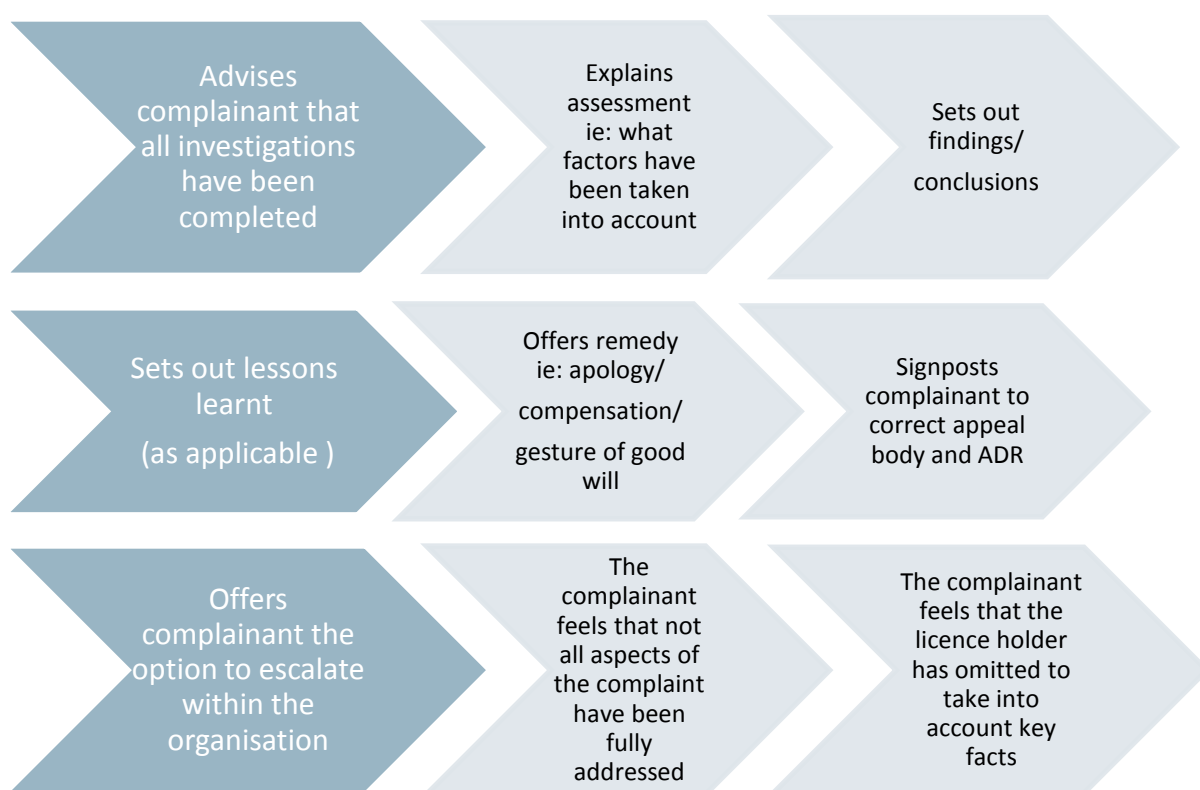 Advises
complainant that
all investigations
have been
completed
Explains
assessment
ie: what
factors have
been taken
into account
Sets out
findings/
conclusions
Sets out lessons
learnt
(as applicable )
Offers remedy
ie: apology/
compensation/
gesture of good
will
Signposts
complainant to
correct appeal
body and ADR
Offers
complainant the
option to escalate
within the
organisation
The
complainant
feels that not
all aspects of
the complaint
have been
fully
addressed
The complainant
feels that the
licence holder
has omitted to
take into
account key
facts